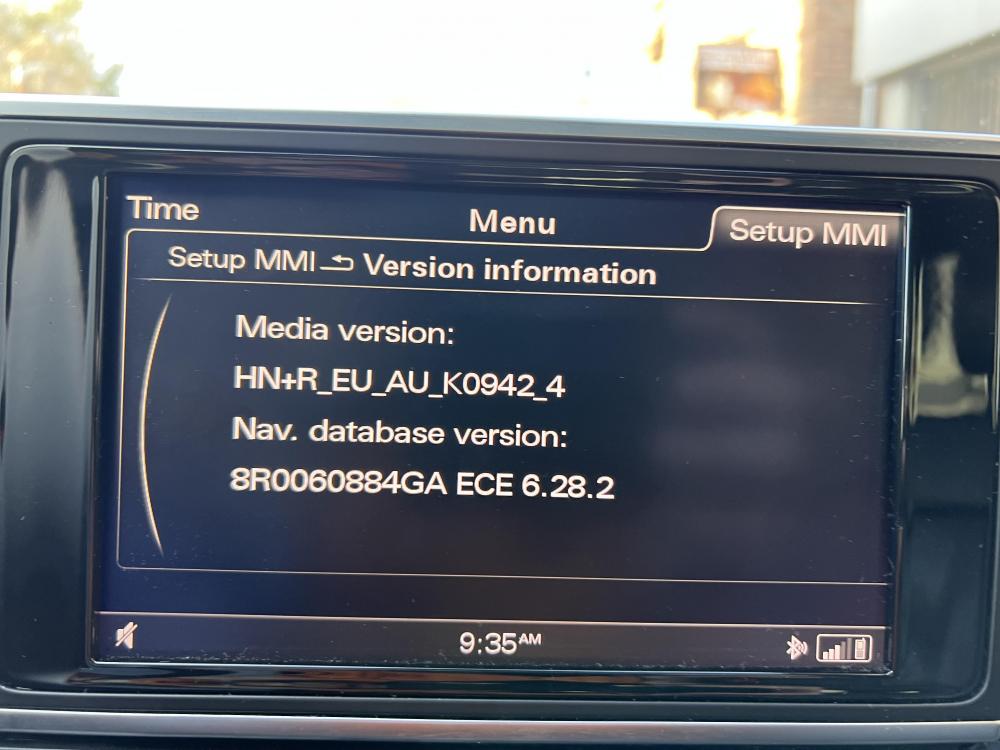 Time
Menu
Setup MMI
Setup MMI Version information
Media version:
HN+R_EU_AU_K0942_4
Nav. database version:
8R0060884GA ECE 6.28.2
9:35AM